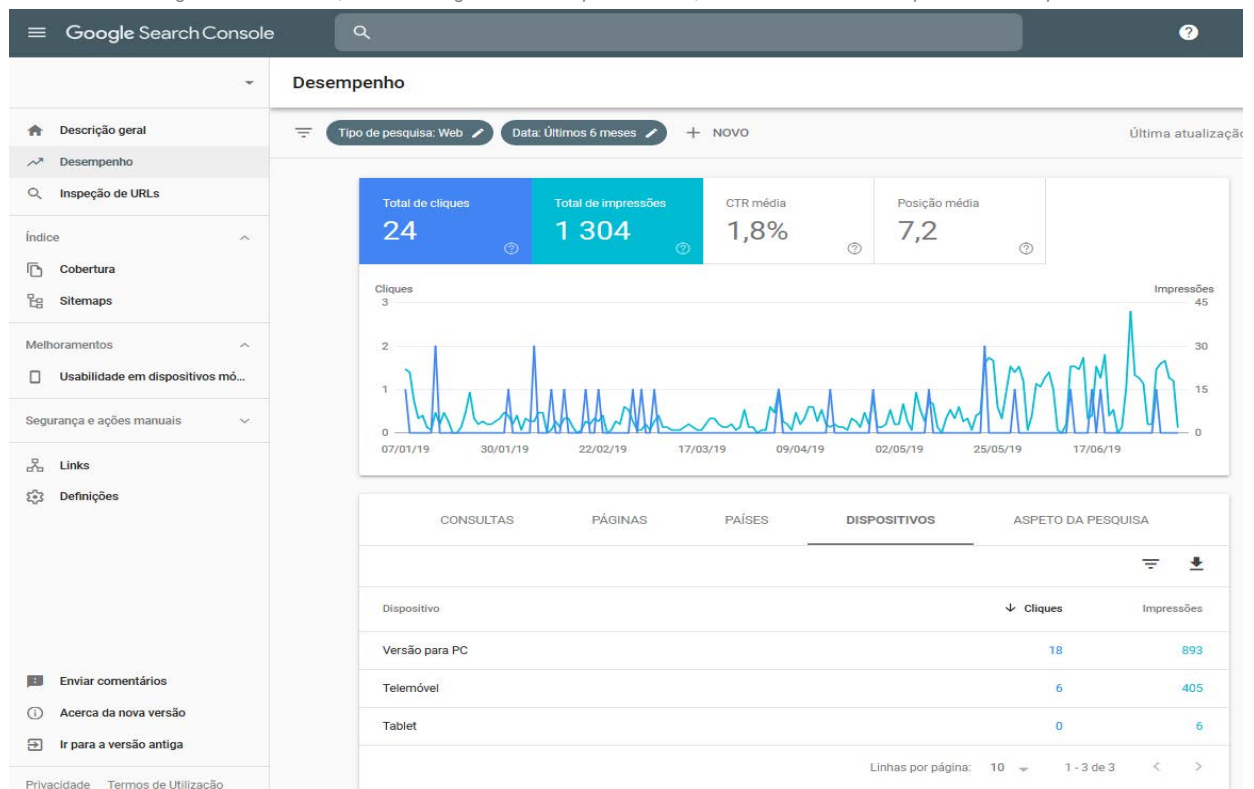 Google Search Console
Desempenho
Descrição geral
Desempenho
Inspeção de URLs
Índice
Cobertura
Sitemaps
Melhoramentos
Usabilidade em dispositivos mó...
Segurança e ações manuais
Links
Definições
Enviar comentários
Acerca da nova versão
Ir para a versão antiga
Privacidade Termos de Utilização
Tipo de pesquisa: Web Data: Últimos 6 meses + NOVO Última atualização
Total de cliques Total de impressões CTR média Posição média
24 1 304 1,8% 7,2
Cliques Impressões
3 45
2 30
1 15
0 0
07/01/19 30/01/19 22/02/19 17/03/19 09/04/19 02/05/19 25/05/19 17/06/19
CONSULTAS PÁGINAS PAÍSES DISPOSITIVOS ASPETO DA PESQUISA
Dispositivo Cliques Impressões
Versão para PC 18 893
Telemóvel 6 405
Tablet 0 6
Linhas por página: 10 1 - 3 de 3